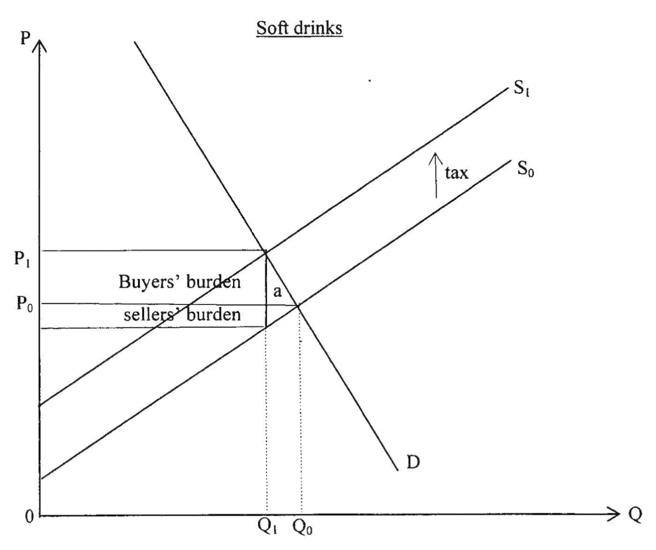 Soft drinks
P
S₁
tax
S₀
P₁
Buyers' burden
a
P₀
sellers' burden
D
0
Q₁ Q₀
Q